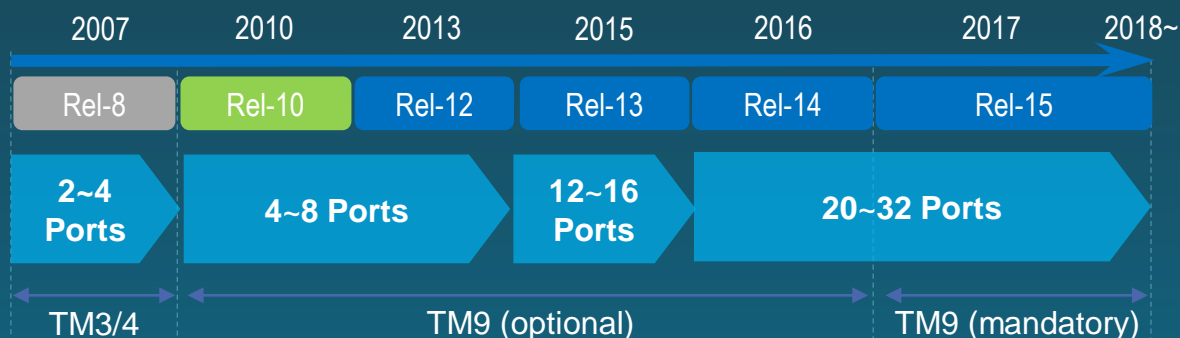 2007 2010 2013 2015 2016 2017 2018~
Rel-8 Rel-10 Rel-12 Rel-13 Rel-14 Rel-15
2~4
Ports
4~8 Ports
12~16
Ports
20~32 Ports
TM3/4 TM9 (optional) TM9 (mandatory)